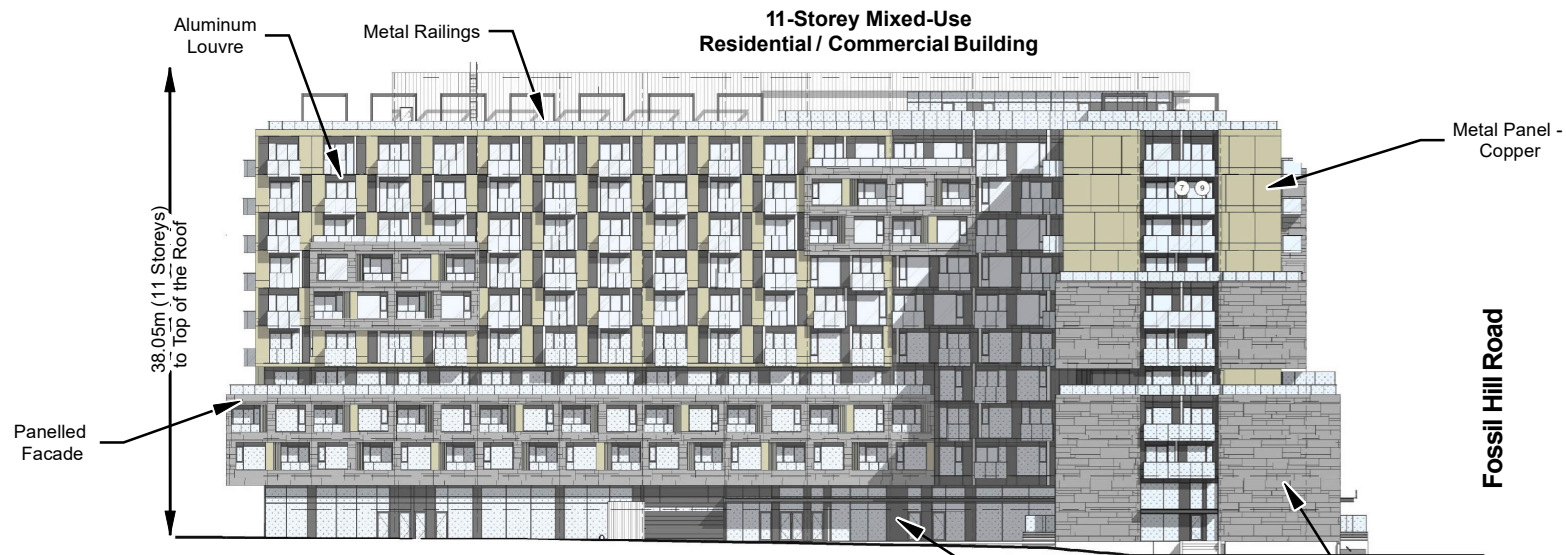 11-Storey Mixed-Use
Residential / Commercial Building
Aluminum
Louvre
Metal Railings
Metal Panel -
Copper
7 9
38.05m (11 Storeys)
to Top of the Roof
Panelled
Facade
Fossil Hill Road